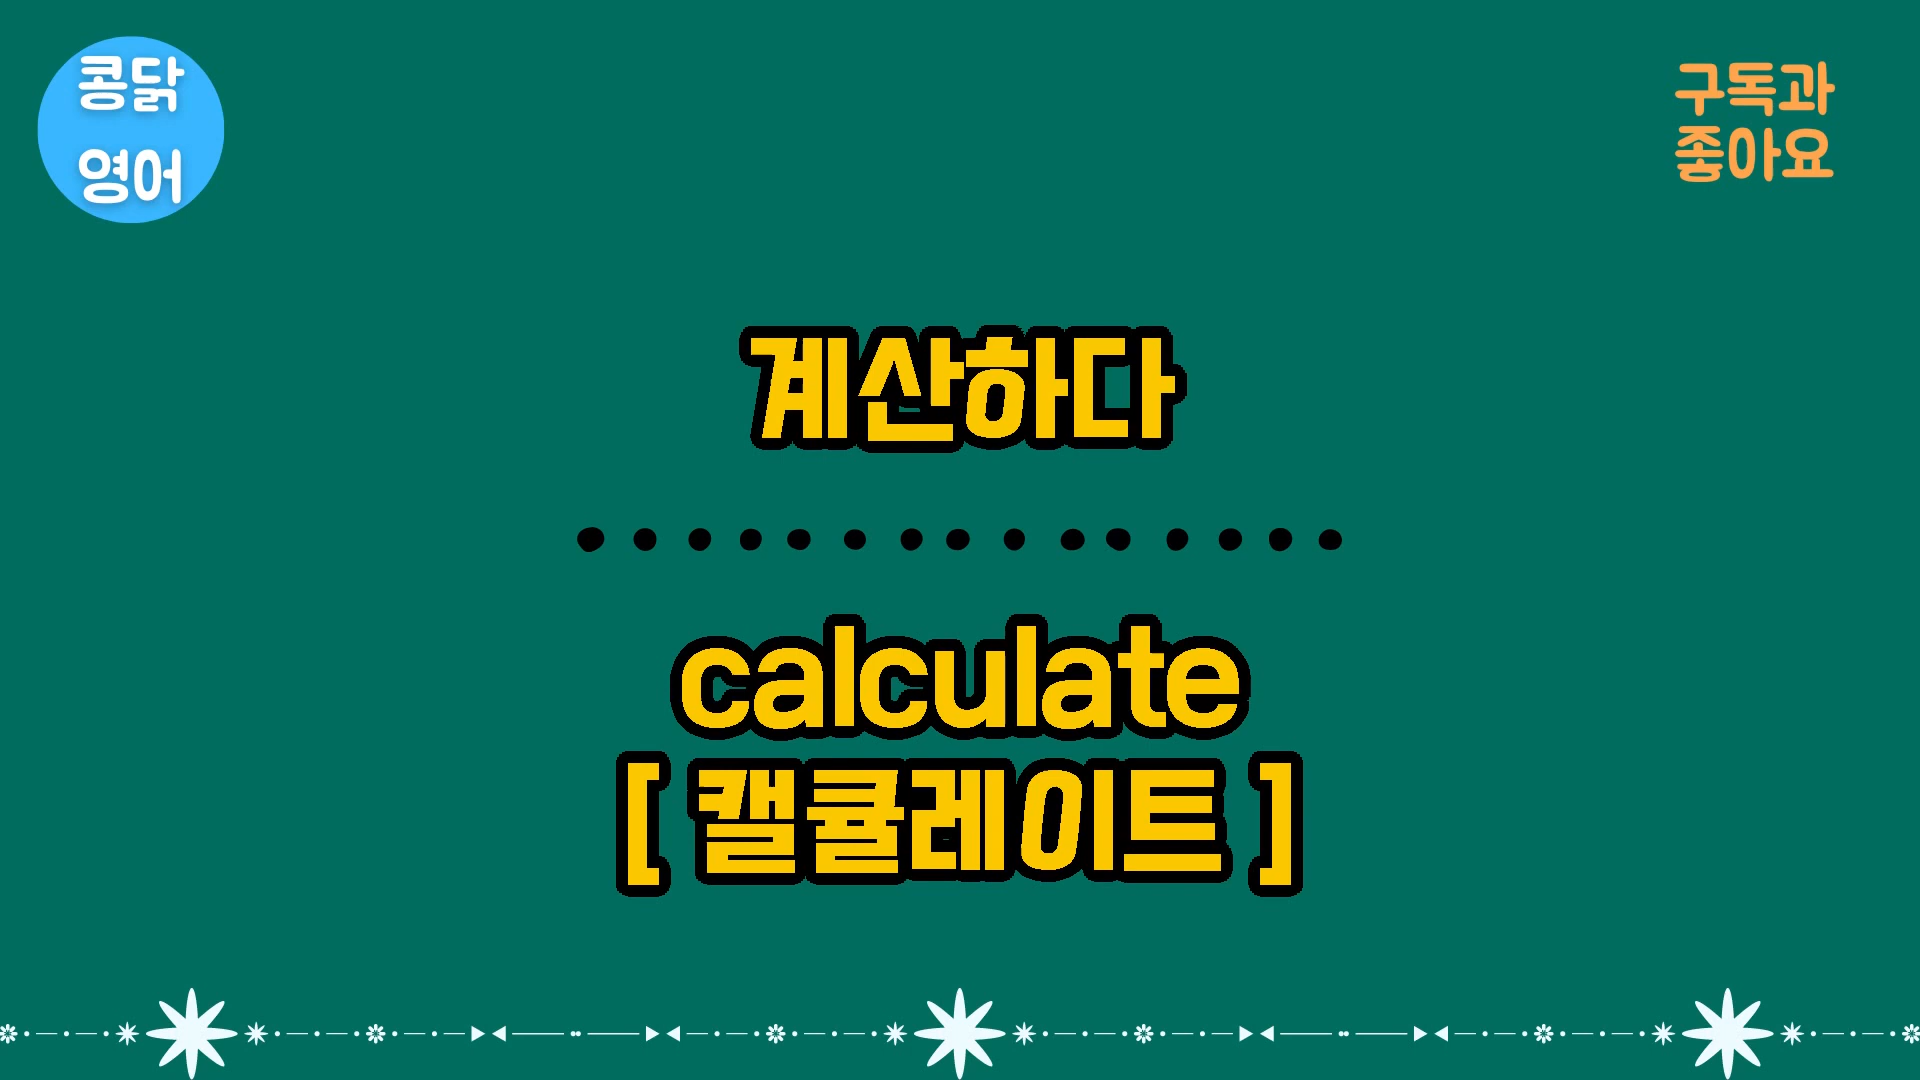 콩닭
영어
구독과
좋아요
계산하다
calculate
[ 캘큘레이트 ]